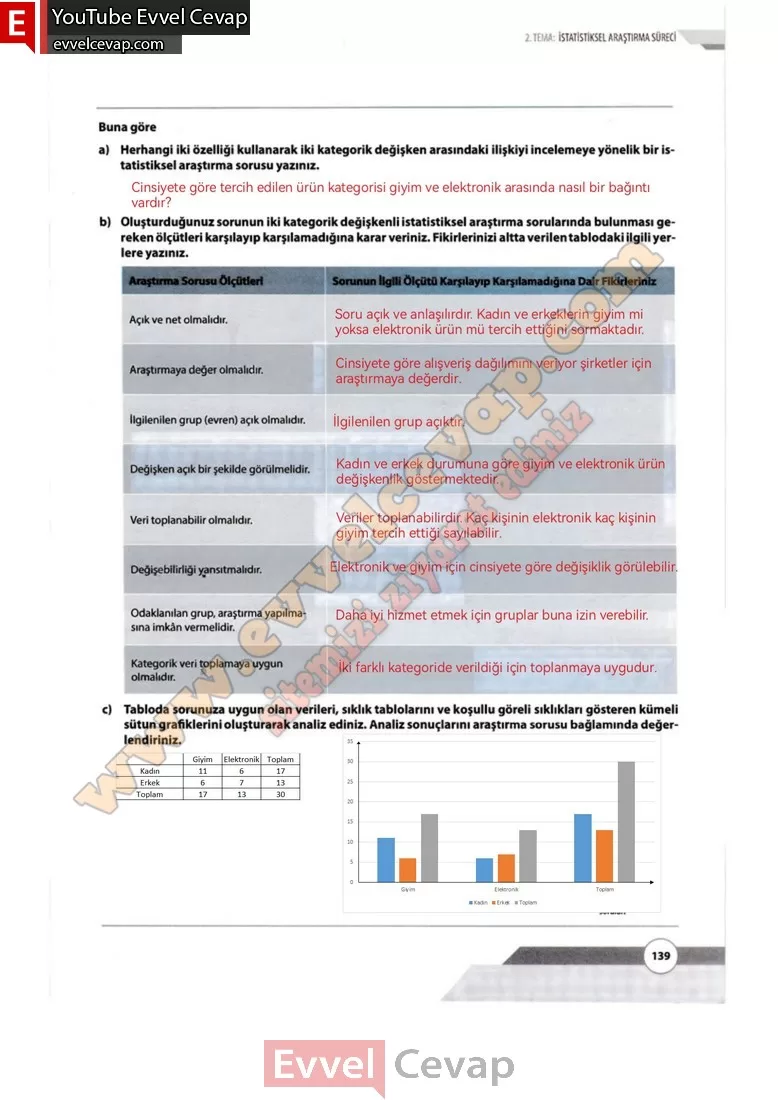 E YouTube Evvel Cevap
evvelcevap.com
2. TEMA: İSTATİSTİKSEL ARAŞTIRMA SÜRECİ
Buna göre
a) Herhangi iki özelliği kullanarak iki kategorik değişken arasındaki ilişkiyi incelemeye yönelik bir is-
tatistiksel araştırma sorusu yazınız.
Cinsiyete göre tercih edilen ürün kategorisi giyim ve elektronik arasında nasıl bir bağıntı
vardır?
b) Oluşturduğunuz sorunun iki kategorik değişkenli istatistiksel araştırma sorularında bulunması ge-
reken ölçütleri karşılayıp karşılamadığına karar veriniz. Fikirlerinizi altta verilen tablodaki ilgili yer-
lere yazınız.
Araştırma Sorusu Ölçütleri Sorunun İlgili Ölçütü Karşılayıp Karşılamadığına Dair Fikirleriniz
Açık ve net olmalıdır. Soru açık ve anlaşılırdır. Kadın ve erkeklerin giyim mi
yoksa elektronik ürün mü tercih ettiğini sormaktadır.
Araştırmaya değer olmalıdır. Cinsiyete göre alışveriş dağılımını veriyor şirketler için
araştırmaya değerdir.
İlgilenilen grup (evren) açık olmalıdır. İlgilenilen grup açıktır.
Değişken açık bir şekilde görülmelidir. Kadın ve erkek durumuna göre giyim ve elektronik ürün
değişkenlik göstermektedir.
Veri toplanabilir olmalıdır. Veriler toplanabilirdir. Kaç kişinin elektronik kaç kişinin
giyim tercih ettiği sayılabilir.
Değişebilirliği yansıtmalıdır. Elektronik ve giyim için cinsiyete göre değişiklik görülebilir.
Odaklanılan grup, araştırma yapılma-
sına imkân vermelidir. Daha iyi hizmet etmek için gruplar buna izin verebilir.
Kategorik veri toplamaya uygun
olmalıdır. İki farklı kategoride verildiği için toplanmaya uygudur.
c) Tabloda sorunuza uygun olan verileri, sıklık tablolarını ve koşullu göreli sıklıkları gösteren kümeli
sütun grafiklerini oluşturarak analiz ediniz. Analiz sonuçlarını araştırma sorusu bağlamında değer-
lendiriniz.
Giyim Elektronik Toplam
Kadın 11 6 17
Erkek 6 7 13
Toplam 17 13 30
35
30
25
20
15
10
5
0
Giyim Elektronik Toplam
Kadın Erkek Toplam
139
www.evvelcevap.com
sitemizi ziyaret ediniz
Evvel Cevap